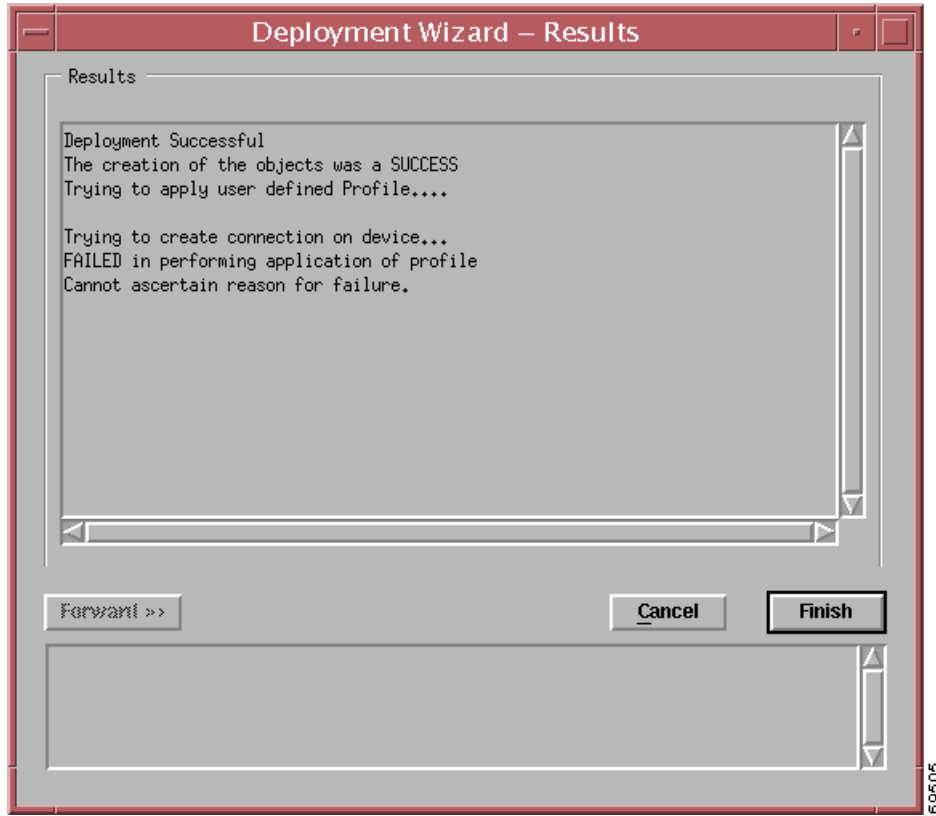 Deployment Wizard – Results
Results
Deployment Successful
The creation of the objects was a SUCCESS
Trying to apply user defined Profile....
Trying to create connection on device...
FAILED in performing application of profile
Cannot ascertain reason for failure.
Forward >>
Cancel
Finish
69605